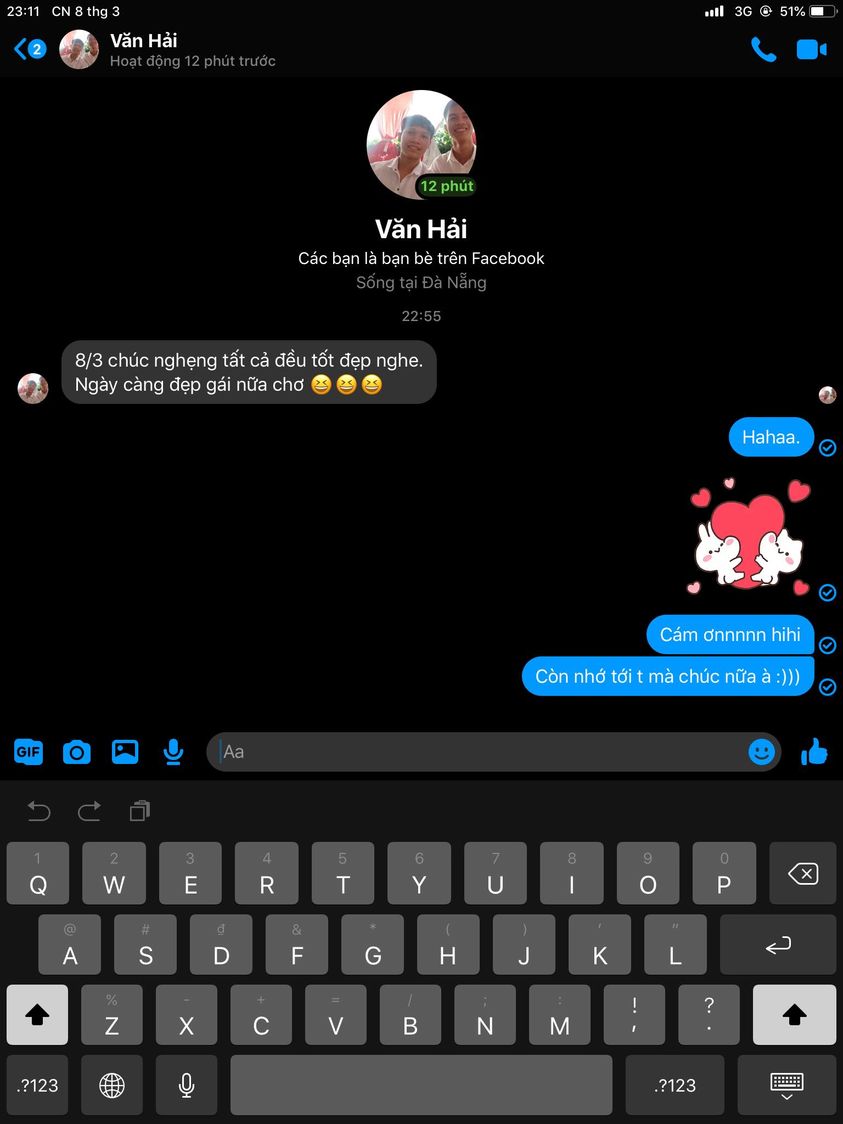 23:11 CN 8 thg 3 3G 51%
2 Văn Hải
Hoạt động 12 phút trước
12 phút
Văn Hải
Các bạn là bạn bè trên Facebook
Sống tại Đà Nẵng
22:55
8/3 chúc nghẹng tất cả đều tốt đẹp nghe.
Ngày càng đẹp gái nữa chơ 😆😆😆
Hahaa.
Cám ơnnnnn hihi
Còn nhớ tới t mà chúc nữa à :)))
GIF Aa
1 2 3 4 5 6 7 8 9 0
Q W E R T Y U I O P
@ # ₫ & * ( ) ' "
A S D F G H J K L
% - + = / ; : ! ?
Z X C V B N M , .
.?123 .?123